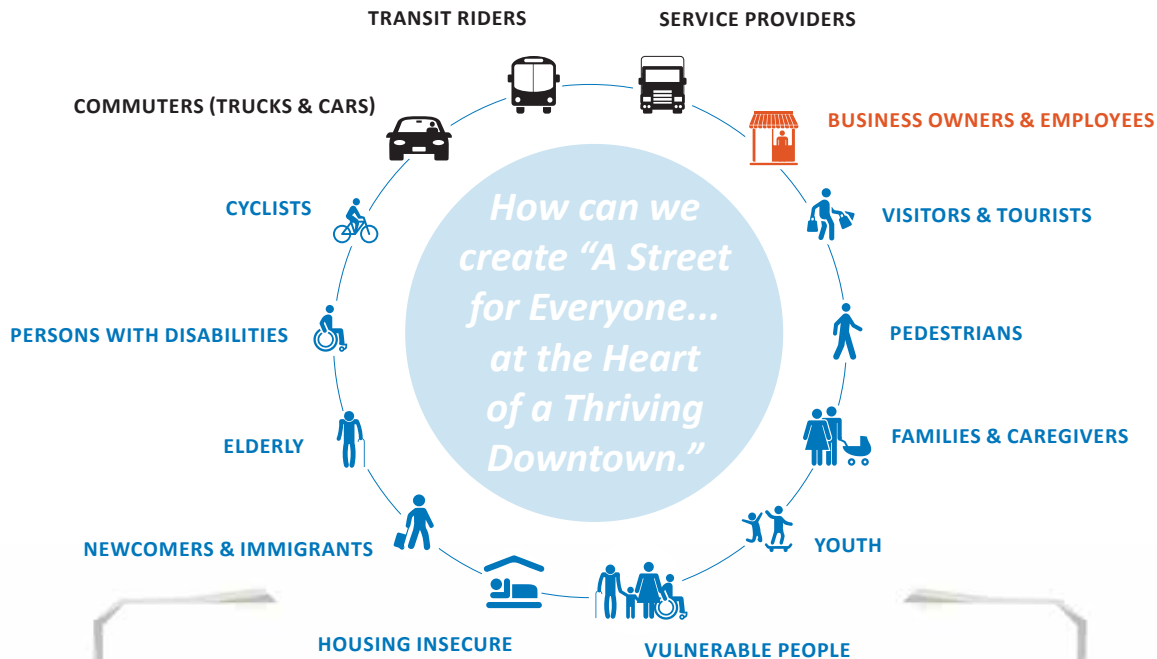 TRANSIT RIDERS
SERVICE PROVIDERS
COMMUTERS (TRUCKS & CARS)
BUSINESS OWNERS & EMPLOYEES
CYCLISTS
VISITORS & TOURISTS
How can we
create “A Street
for Everyone...
at the Heart
of a Thriving
Downtown.”
PERSONS WITH DISABILITIES
PEDESTRIANS
ELDERLY
FAMILIES & CAREGIVERS
NEWCOMERS & IMMIGRANTS
YOUTH
HOUSING INSECURE
VULNERABLE PEOPLE